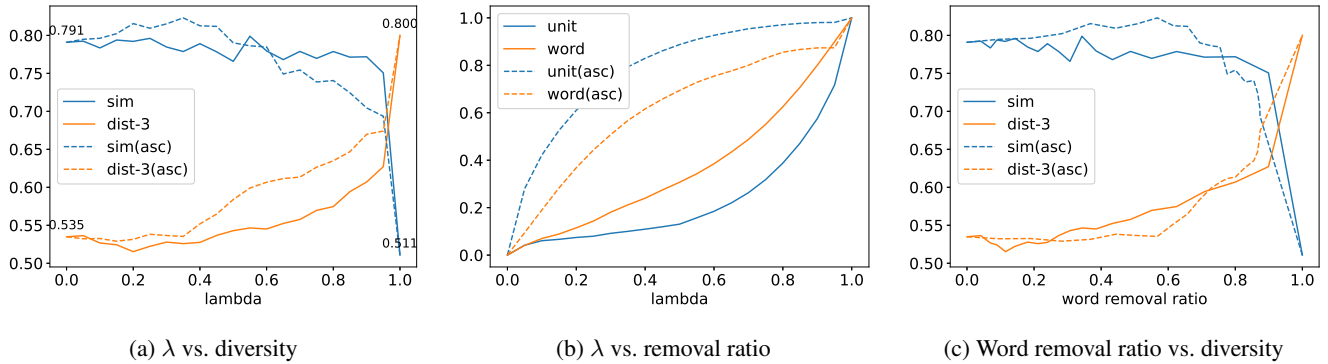 0.80
0.75
0.70
0.65
0.60
0.55
0.50
0.791
0.535
0.800
0.511
sim
dist-3
sim(asc)
dist-3(asc)
0.0 0.2 0.4 0.6 0.8 1.0
lambda
(a) λ vs. diversity
1.0
0.8
0.6
0.4
0.2
0.0
unit
word
unit(asc)
word(asc)
0.0 0.2 0.4 0.6 0.8 1.0
lambda
(b) λ vs. removal ratio
0.80
0.75
0.70
0.65
0.60
0.55
0.50
sim
dist-3
sim(asc)
dist-3(asc)
0.0 0.2 0.4 0.6 0.8 1.0
word removal ratio
(c) Word removal ratio vs. diversity